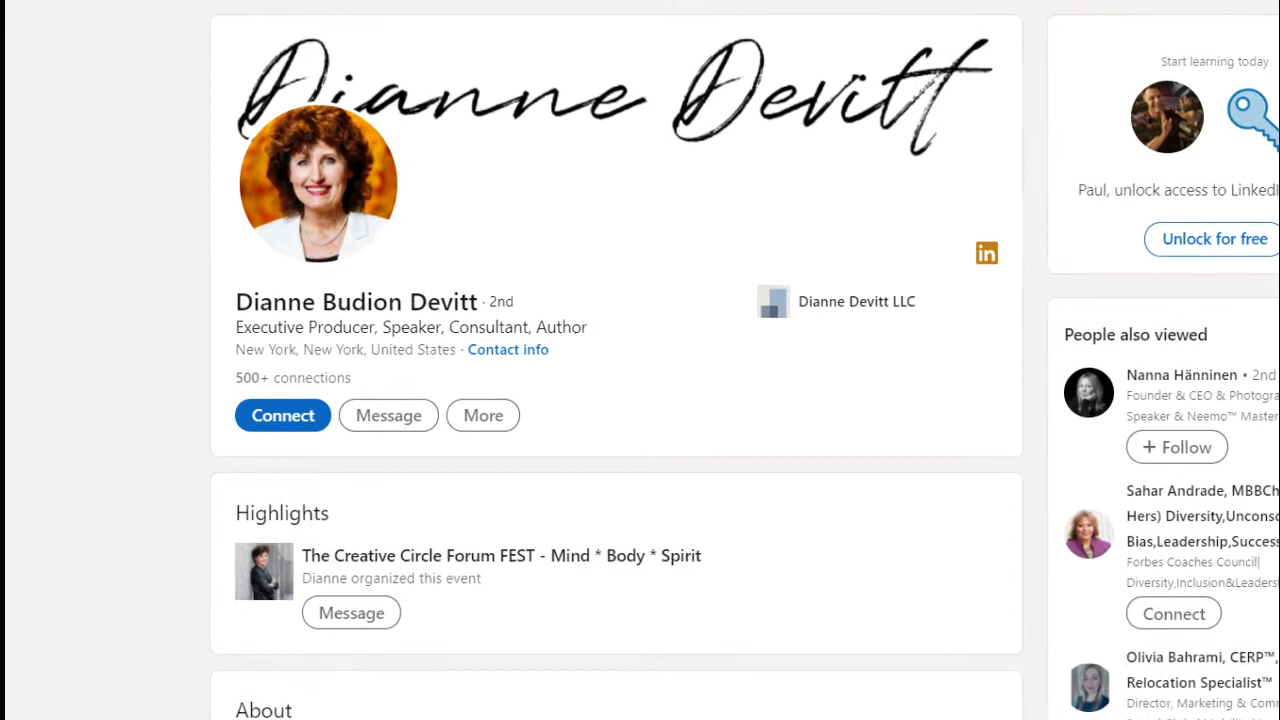 Dianne Devitt
in
Dianne Budion Devitt · 2nd
Executive Producer, Speaker, Consultant, Author
New York, New York, United States · Contact info
500+ connections
Connect
Message
More
Dianne Devitt LLC
Highlights
The Creative Circle Forum FEST - Mind * Body * Spirit
Dianne organized this event
Message
About
Start learning today
Paul, unlock access to LinkedI
Unlock for free
People also viewed
Nanna Hänninen • 2nd
Founder & CEO & Photogra
Speaker & Neemo™ Master
+ Follow
Sahar Andrade, MBBCh
Hers) Diversity,Unconsc
Bias,Leadership,Success
Forbes Coaches Council|
Diversity,Inclusion&Leaders
Connect
Olivia Bahrami, CERP™,
Relocation Specialist™
Director, Marketing & Com